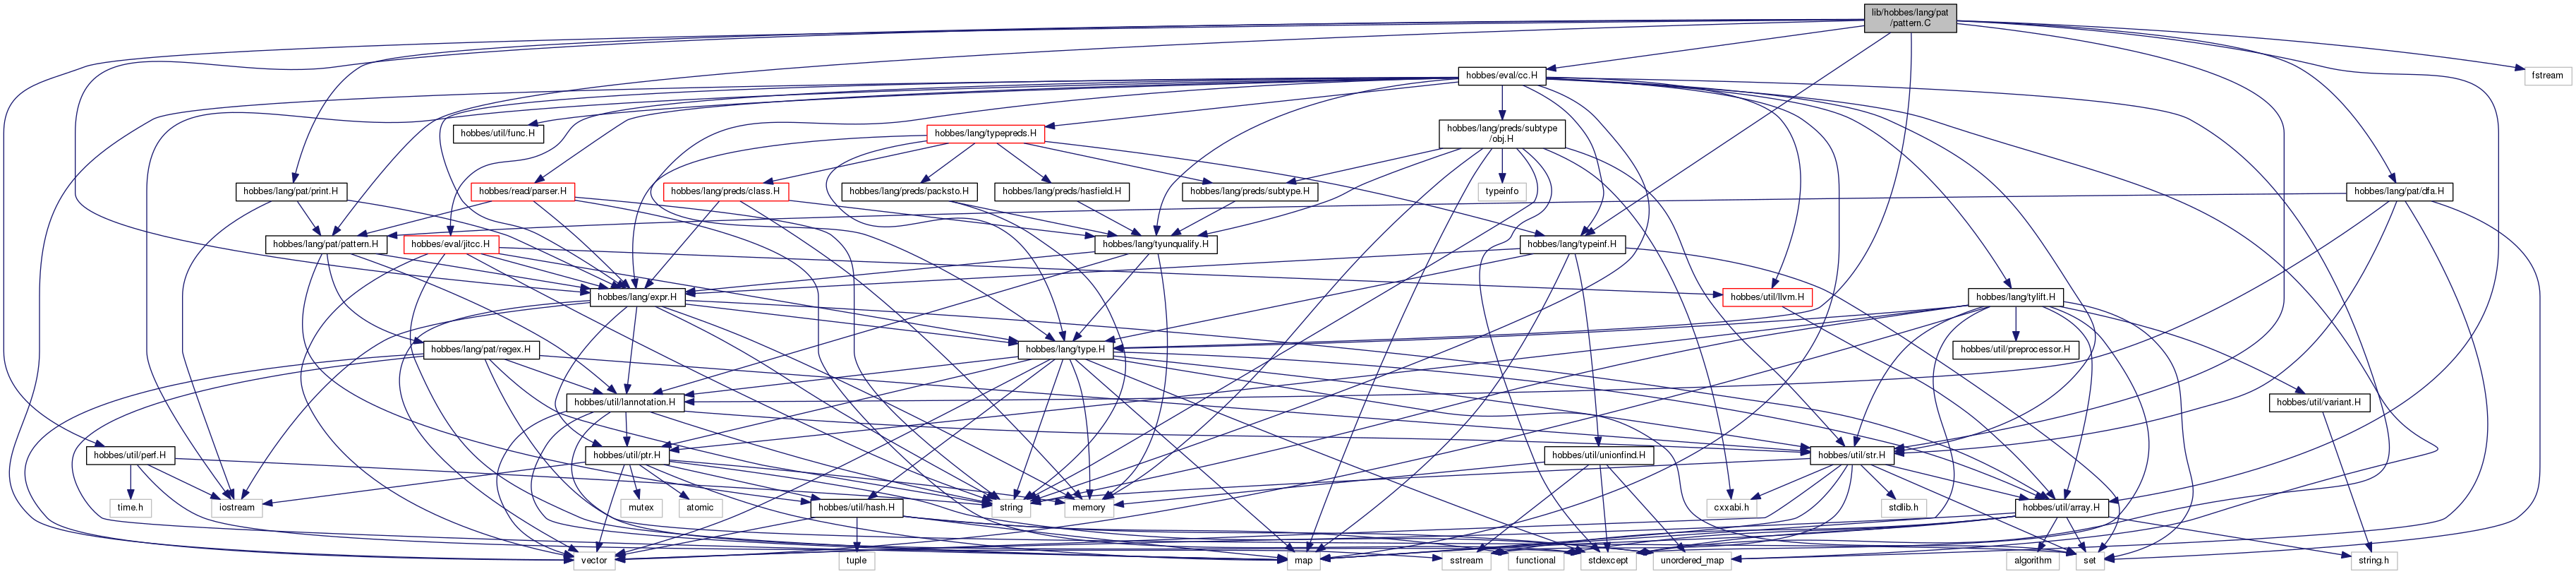 lib/hobbes/lang/pat
/pattern.C
hobbes/eval/cc.H
fstream
hobbes/util/func.H
hobbes/lang/typepreds.H
hobbes/lang/preds/subtype
/obj.H
hobbes/lang/pat/print.H
hobbes/read/parser.H
hobbes/lang/preds/class.H
hobbes/lang/preds/packsto.H
hobbes/lang/preds/hasfield.H
hobbes/lang/preds/subtype.H
typeinfo
hobbes/lang/pat/dfa.H
hobbes/lang/pat/pattern.H
hobbes/eval/jitcc.H
hobbes/lang/tyunqualify.H
hobbes/lang/typeinf.H
hobbes/lang/expr.H
hobbes/util/llvm.H
hobbes/lang/tylift.H
hobbes/lang/pat/regex.H
hobbes/lang/type.H
hobbes/util/preprocessor.H
hobbes/util/lannotation.H
hobbes/util/variant.H
hobbes/util/perf.H
hobbes/util/ptr.H
hobbes/util/unionfind.H
hobbes/util/str.H
time.h
iostream
mutex
atomic
hobbes/util/hash.H
string
memory
cxxabi.h
stdlib.h
hobbes/util/array.H
vector
tuple
map
sstream
functional
stdexcept
unordered_map
algorithm
set
string.h